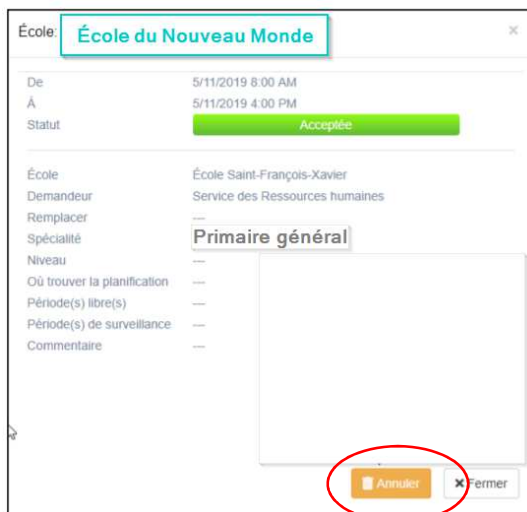 École: École du Nouveau Monde ×
De 5/11/2019 8:00 AM
À 5/11/2019 4:00 PM
Statut Acceptée
École École Saint-François-Xavier
Demandeur Service des Ressources humaines
Remplacer ---
Spécialité Primaire général
Niveau ---
Où trouver la planification ---
Période(s) libre(s) ---
Période(s) de surveillance ---
Commentaire ---
Annuler ×Fermer